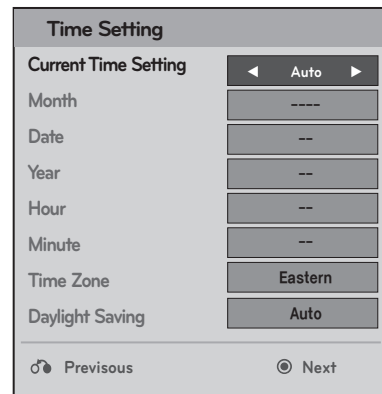 Time Setting
Current Time Setting ◀ Auto ▶
Month ----
Date --
Year --
Hour --
Minute --
Time Zone Eastern
Daylight Saving Auto
Previsous Next